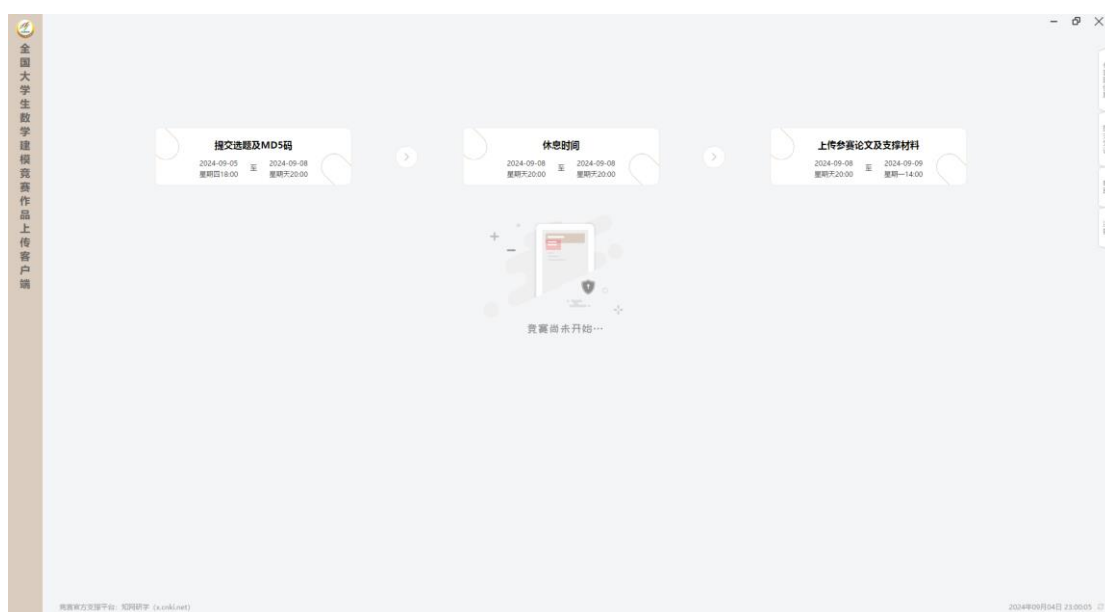 全国大学生数学建模竞赛作品上传客户端
提交选题及MD5码
2024-09-05 至 2024-09-08
星期四18:00 星期天20:00
休息时间
2024-09-08 至 2024-09-08
星期天20:00 星期天20:00
上传参赛论文及支撑材料
2024-09-08 至 2024-09-09
星期天20:00 星期一14:00
竞赛尚未开始…
竞赛官方支撑平台：知网研学（x.cnki.net）
2024年09月04日 23:00:05